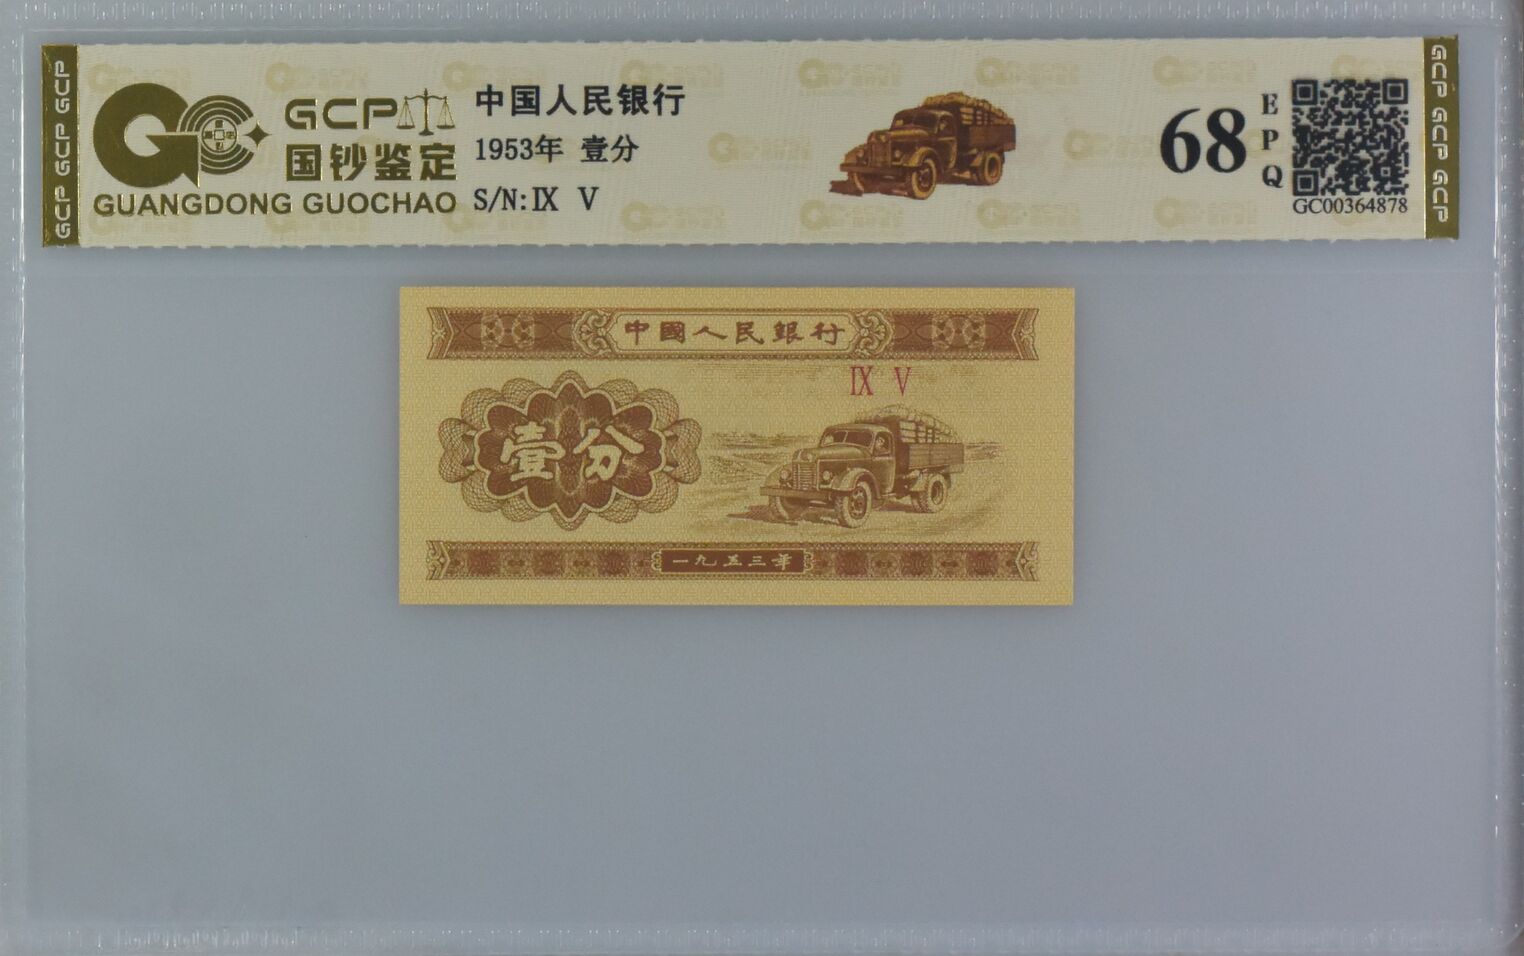 GCP GCP GCP
GCP
国钞鉴定
GUANGDONG GUOCHAO
中国人民银行
1953年 壹分
S/N:Ⅸ Ⅴ
68
EPQ
GC00364878
GCP GCP GCP
中國人民銀行
Ⅸ Ⅴ
壹分
一九五三年